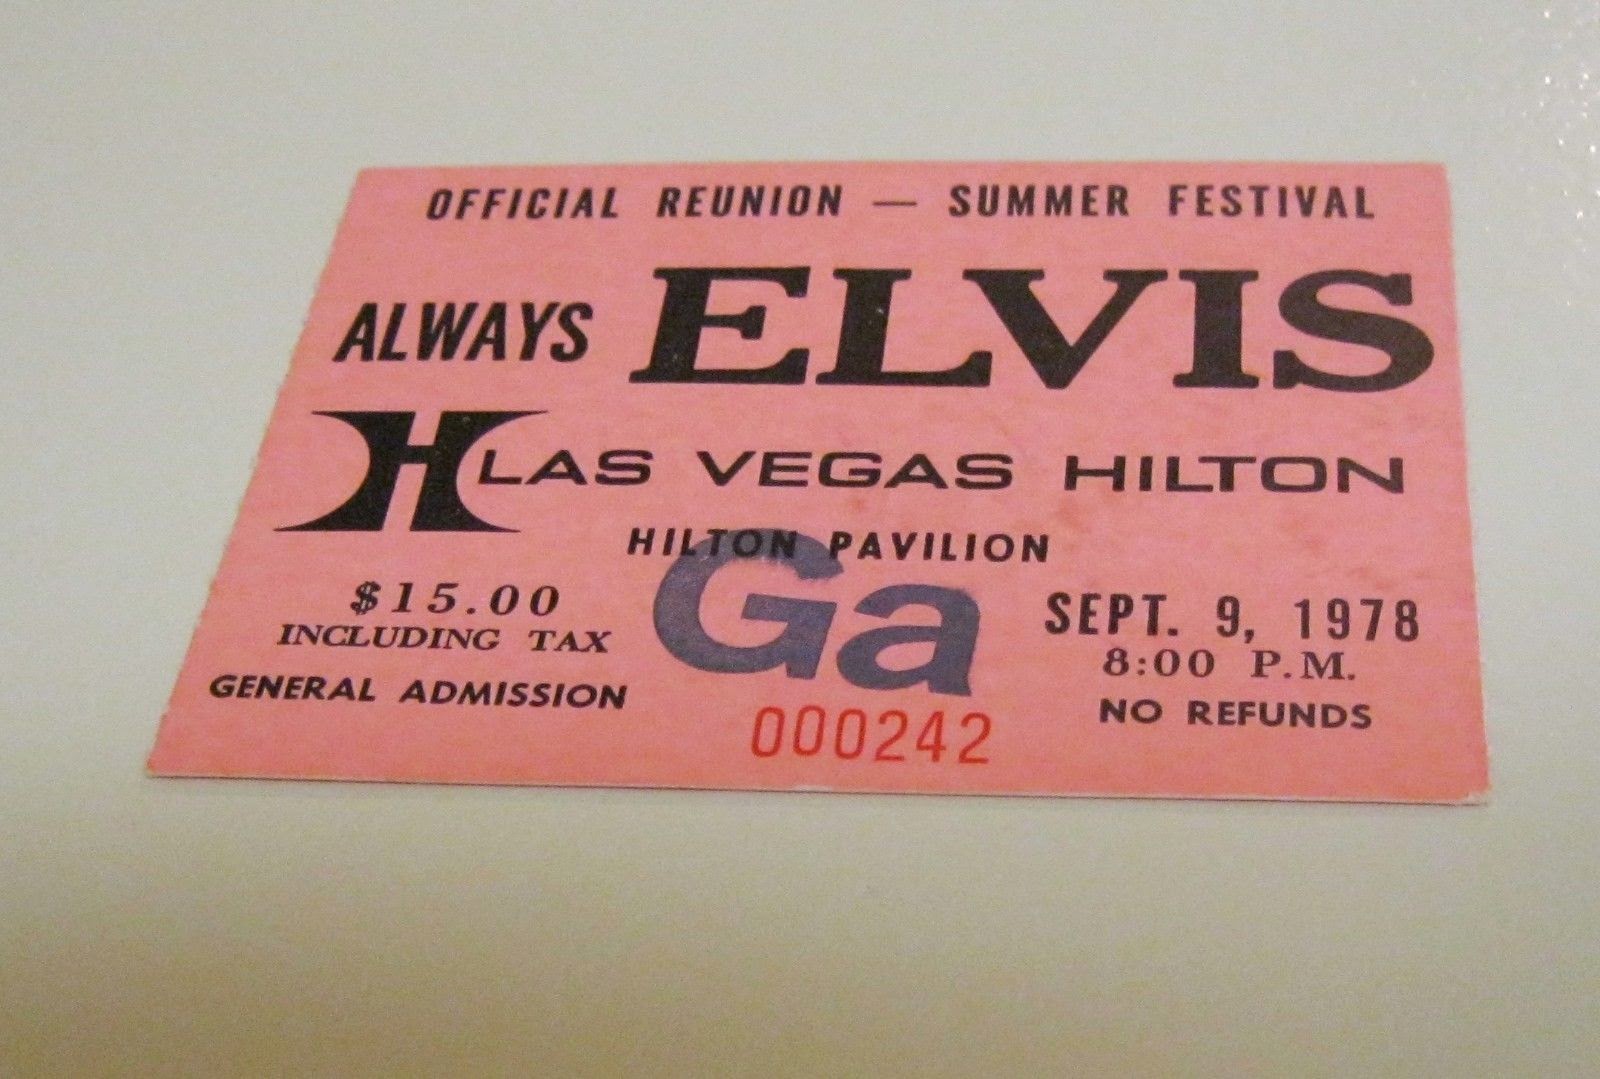 OFFICIAL REUNION — SUMMER FESTIVAL
ALWAYS ELVIS
H LAS VEGAS HILTON
HILTON PAVILION
$15.00
INCLUDING TAX
GENERAL ADMISSION
Ga
000242
SEPT. 9, 1978
8:00 P.M.
NO REFUNDS